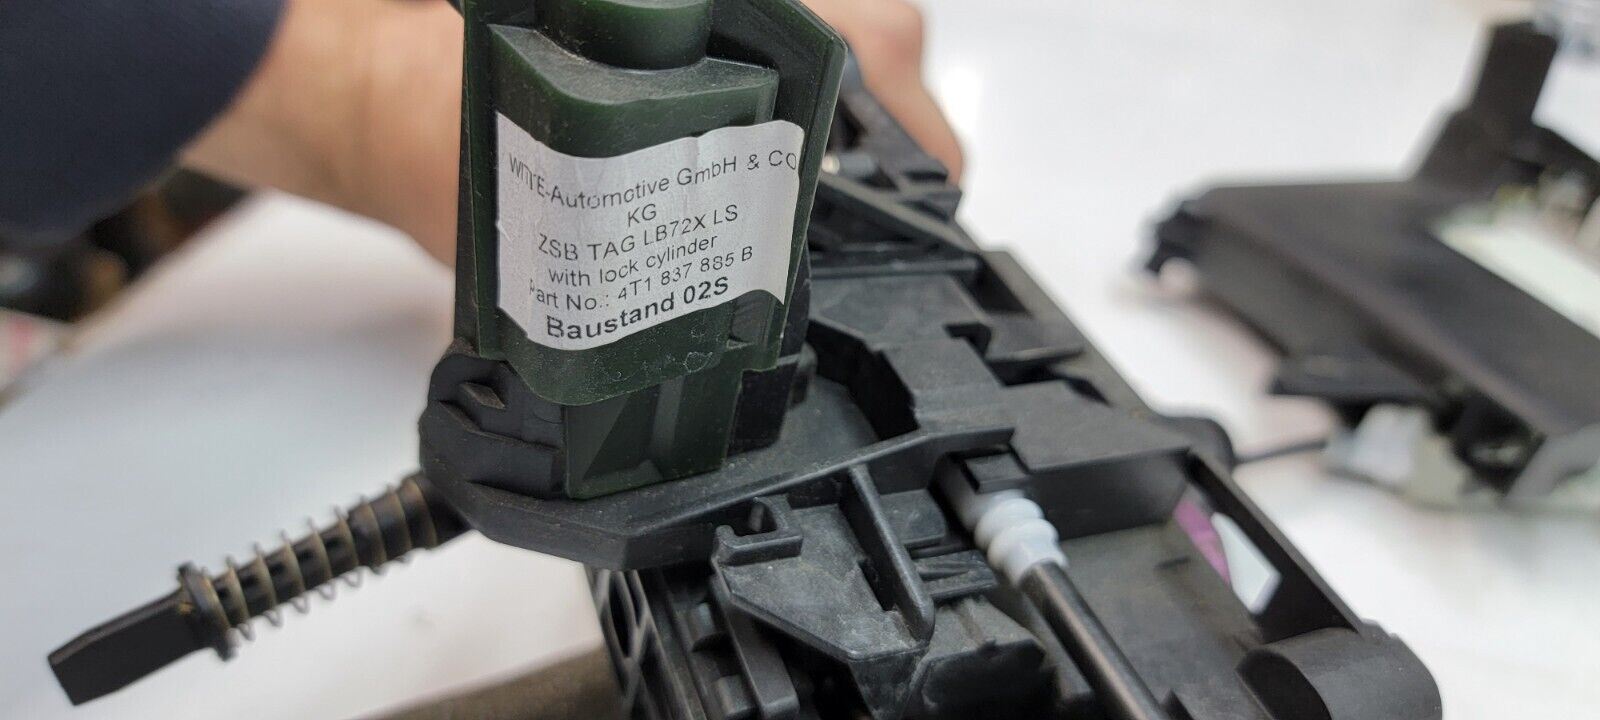 WITTE-Automotive GmbH & CO
KG
ZSB TAG LB72X LS
with lock cylinder
Part No.: 4T1 837 885 B
Baustand 02S